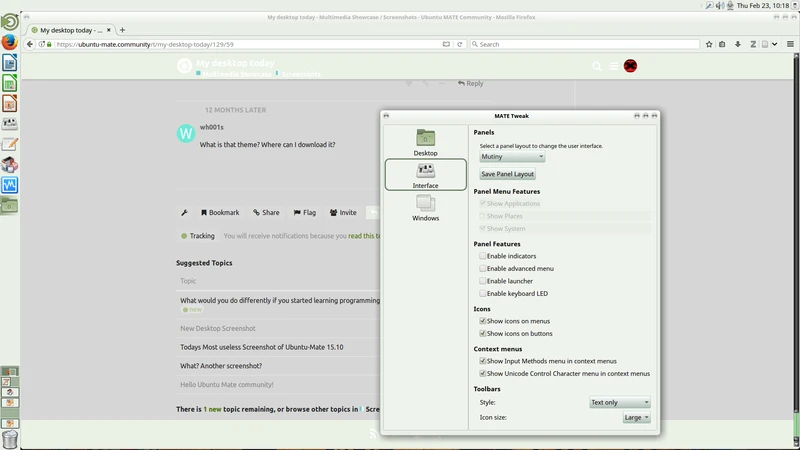 Thu Feb 23, 10:18
My desktop today - Multimedia Showcase / Screenshots - Ubuntu MATE Community - Mozilla Firefox
My desktop today - ...
https://ubuntu-mate.community/t/my-desktop-today/129/59
Search
My desktop today
Multimedia Showcase Screenshots
Reply
12 MONTHS LATER
W
wh001s
What is that theme? Where can I download it?
Bookmark Share Flag Invite
Tracking You will receive notifications because you read this to
Suggested Topics
Topic
What would you do differently if you started learning programming
new
New Desktop Screenshot
Todays Most useless Screenshot of Ubuntu-Mate 15.10
What? Another screenshot?
Hello Ubuntu Mate community!
There is 1 new topic remaining, or browse other topics in Scre
MATE Tweak
Desktop
Interface
Windows
Panels
Select a panel layout to change the user interface.
Mutiny
Save Panel Layout
Panel Menu Features
Show Applications
Show Places
Show System
Panel Features
Enable indicators
Enable advanced menu
Enable launcher
Enable keyboard LED
Icons
Show icons on menus
Show icons on buttons
Context menus
Show Input Methods menu in context menus
Show Unicode Control Character menu in context menus
Toolbars
Style: Text only
Icon size: Large